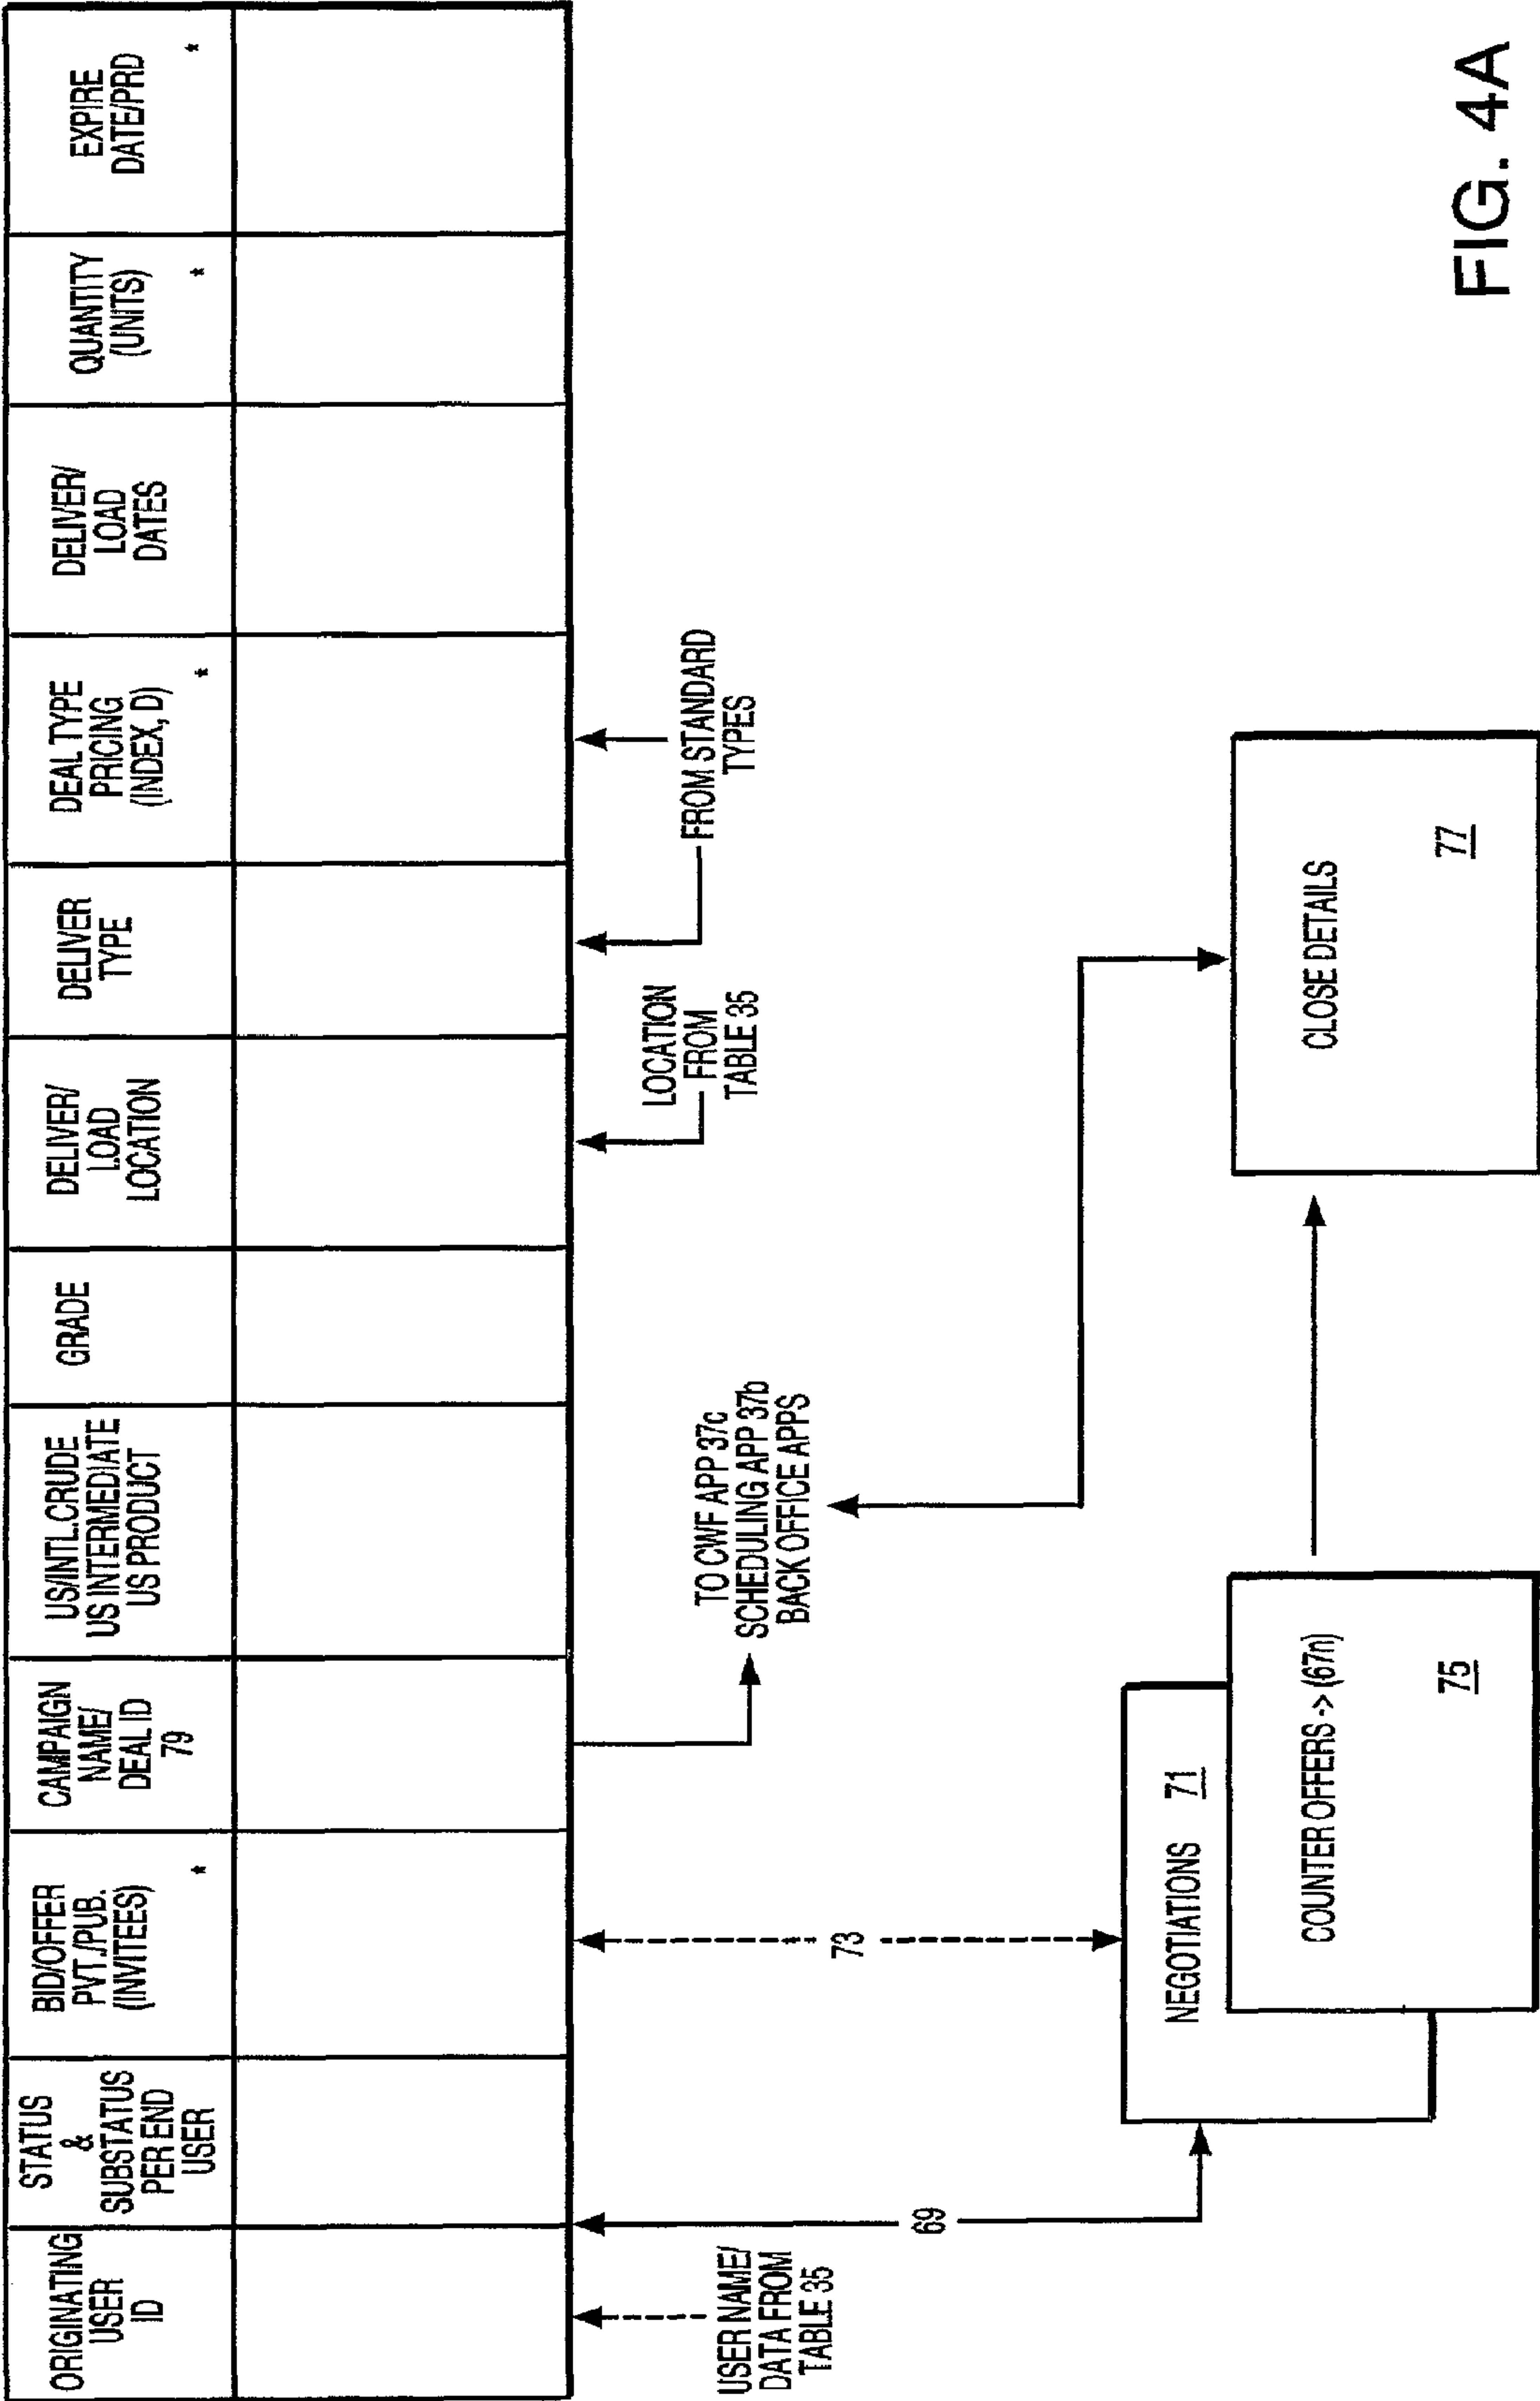 ORIGINATING
USER
ID
STATUS
&
SUBSTATUS
PER END
USER
BID/OFFER
PVT./PUB.
(INVITEES)
*
CAMPAIGN
NAME/
DEAL ID
79
US/INTL.CRUDE
US INTERMEDIATE
US PRODUCT
GRADE
DELIVER/
LOAD
LOCATION
DELIVER
TYPE
DEAL TYPE
PRICING
(INDEX, D)
*
DELIVER/
LOAD
DATES
QUANTITY
(UNITS)
*
EXPIRE
DATE/PRD
*
USER NAME/
DATA FROM
TABLE 35
69
73
TO CWF APP 37c
SCHEDULING APP 37b
BACK OFFICE APPS
LOCATION
FROM
TABLE 35
FROM STANDARD
TYPES
NEGOTIATIONS 71
COUNTER OFFERS -> (67n)
75
CLOSE DETAILS
77
FIG. 4A